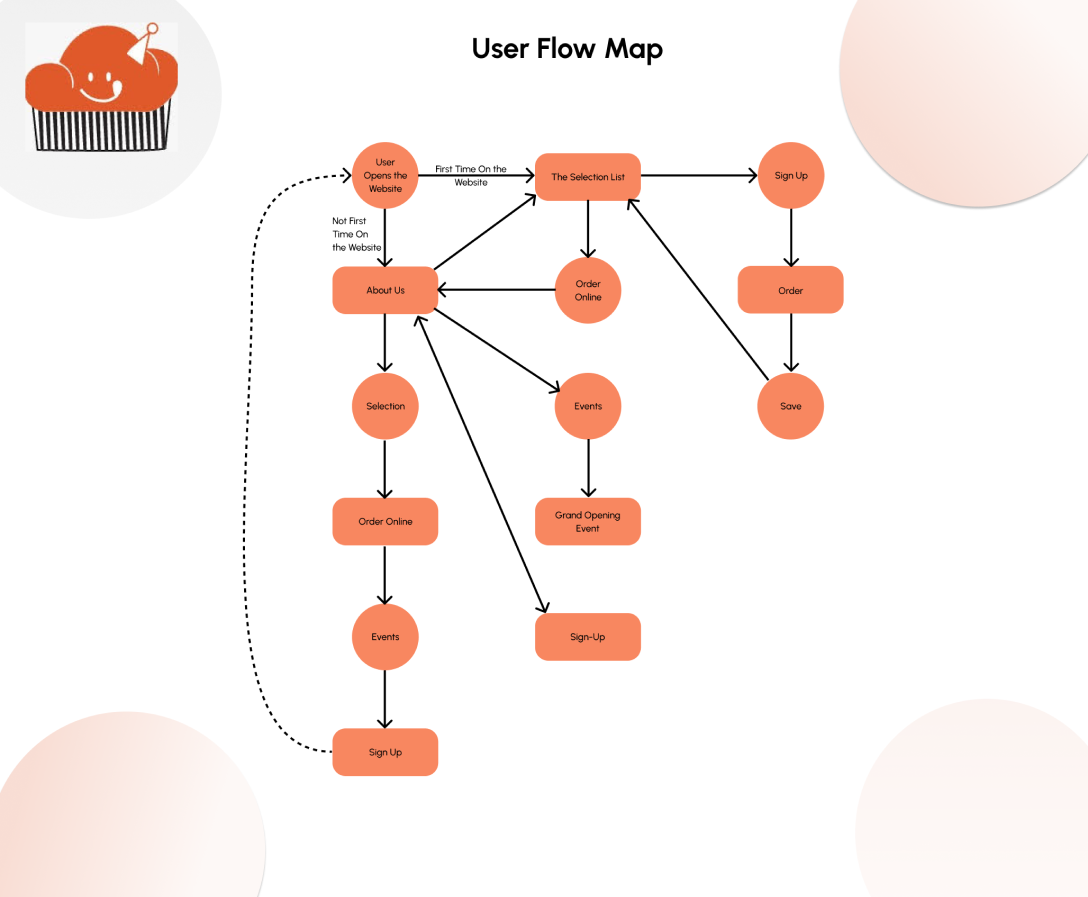 User Flow Map
User
Opens the
Website
First Time On the
Website
The Selection List
Sign Up
Not First
Time On
the Website
About Us
Order
Online
Order
Selection
Events
Save
Order Online
Grand Opening
Event
Events
Sign-Up
Sign Up